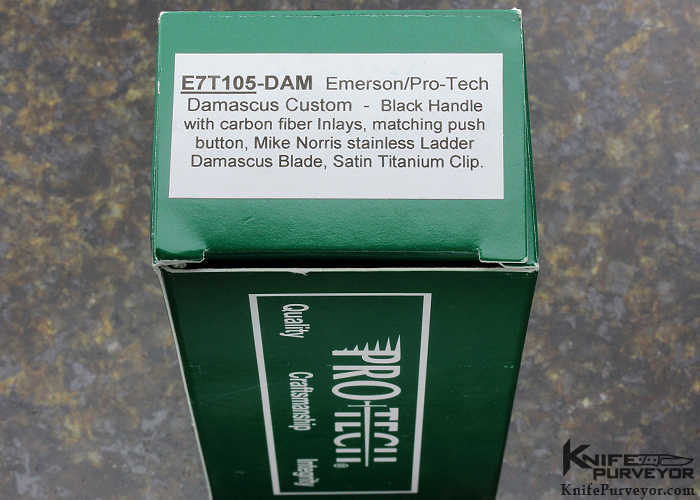 E7T105-DAM Emerson/Pro-Tech
Damascus Custom - Black Handle
with carbon fiber Inlays, matching push
button, Mike Norris stainless Ladder
Damascus Blade, Satin Titanium Clip.
PRO-TECH®
Quality Craftsmanship Integrity
KNIFE
PURVEYOR
KnifePurveyor.com